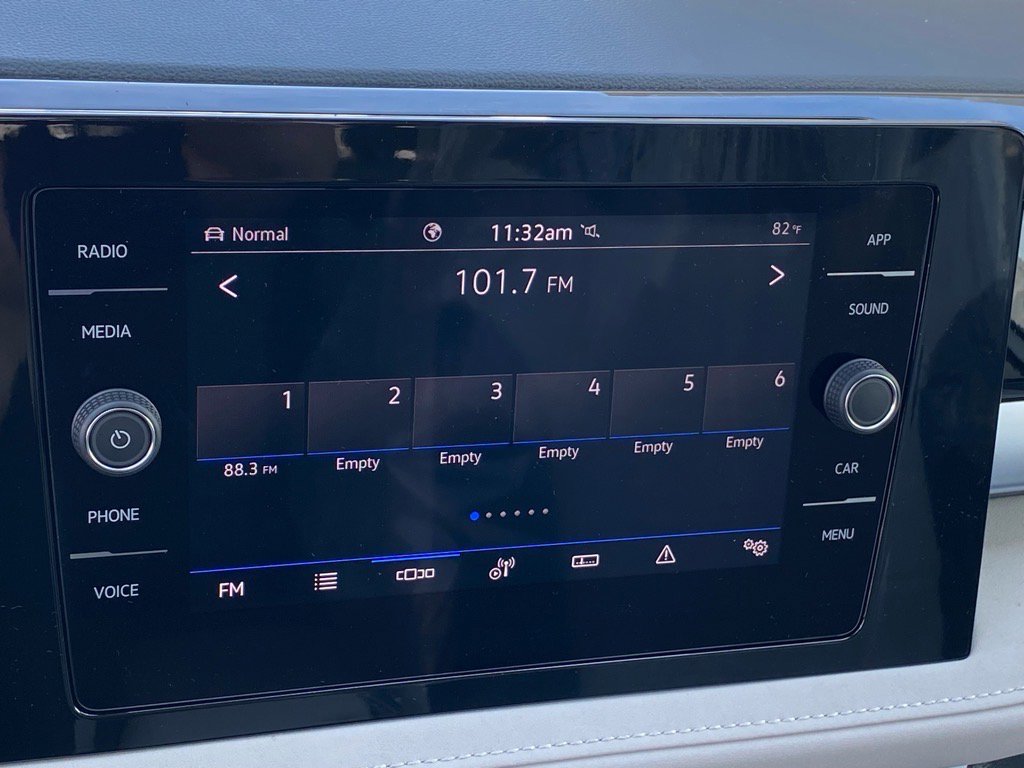 RADIO
MEDIA
PHONE
VOICE
Normal
11:32am
82°F
101.7 FM
1
2
3
4
5
6
88.3 FM
Empty
Empty
Empty
Empty
Empty
FM
APP
SOUND
CAR
MENU